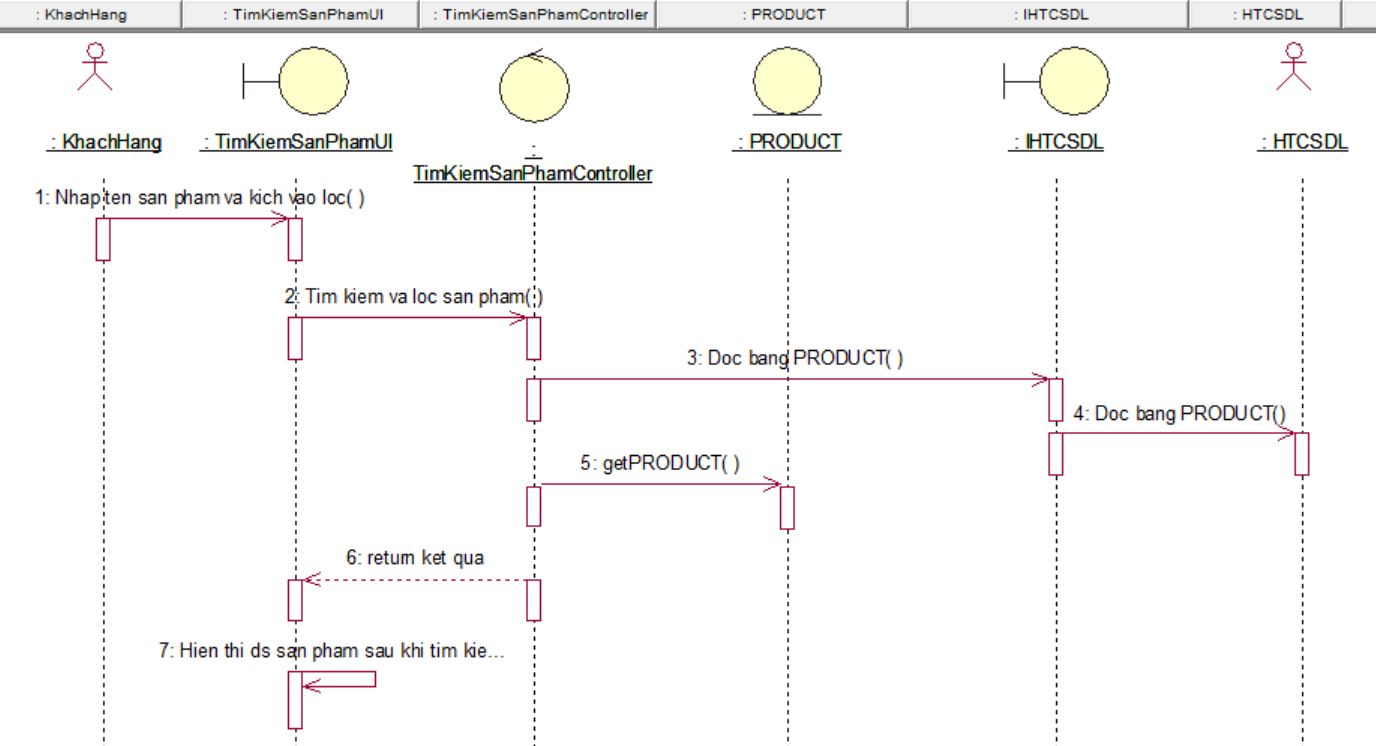 : KhachHang
: TimKiemSanPhamUI
: TimKiemSanPhamController
: PRODUCT
: IHTCSDL
: HTCSDL
: KhachHang
: TimKiemSanPhamUI
:
TimKiemSanPhamController
: PRODUCT
: IHTCSDL
: HTCSDL
1: Nhap ten san pham va kich vao loc( )
2: Tim kiem va loc san pham( )
3: Doc bang PRODUCT( )
4: Doc bang PRODUCT()
5: getPRODUCT( )
6: return ket qua
7: Hien thi ds san pham sau khi tim kie...